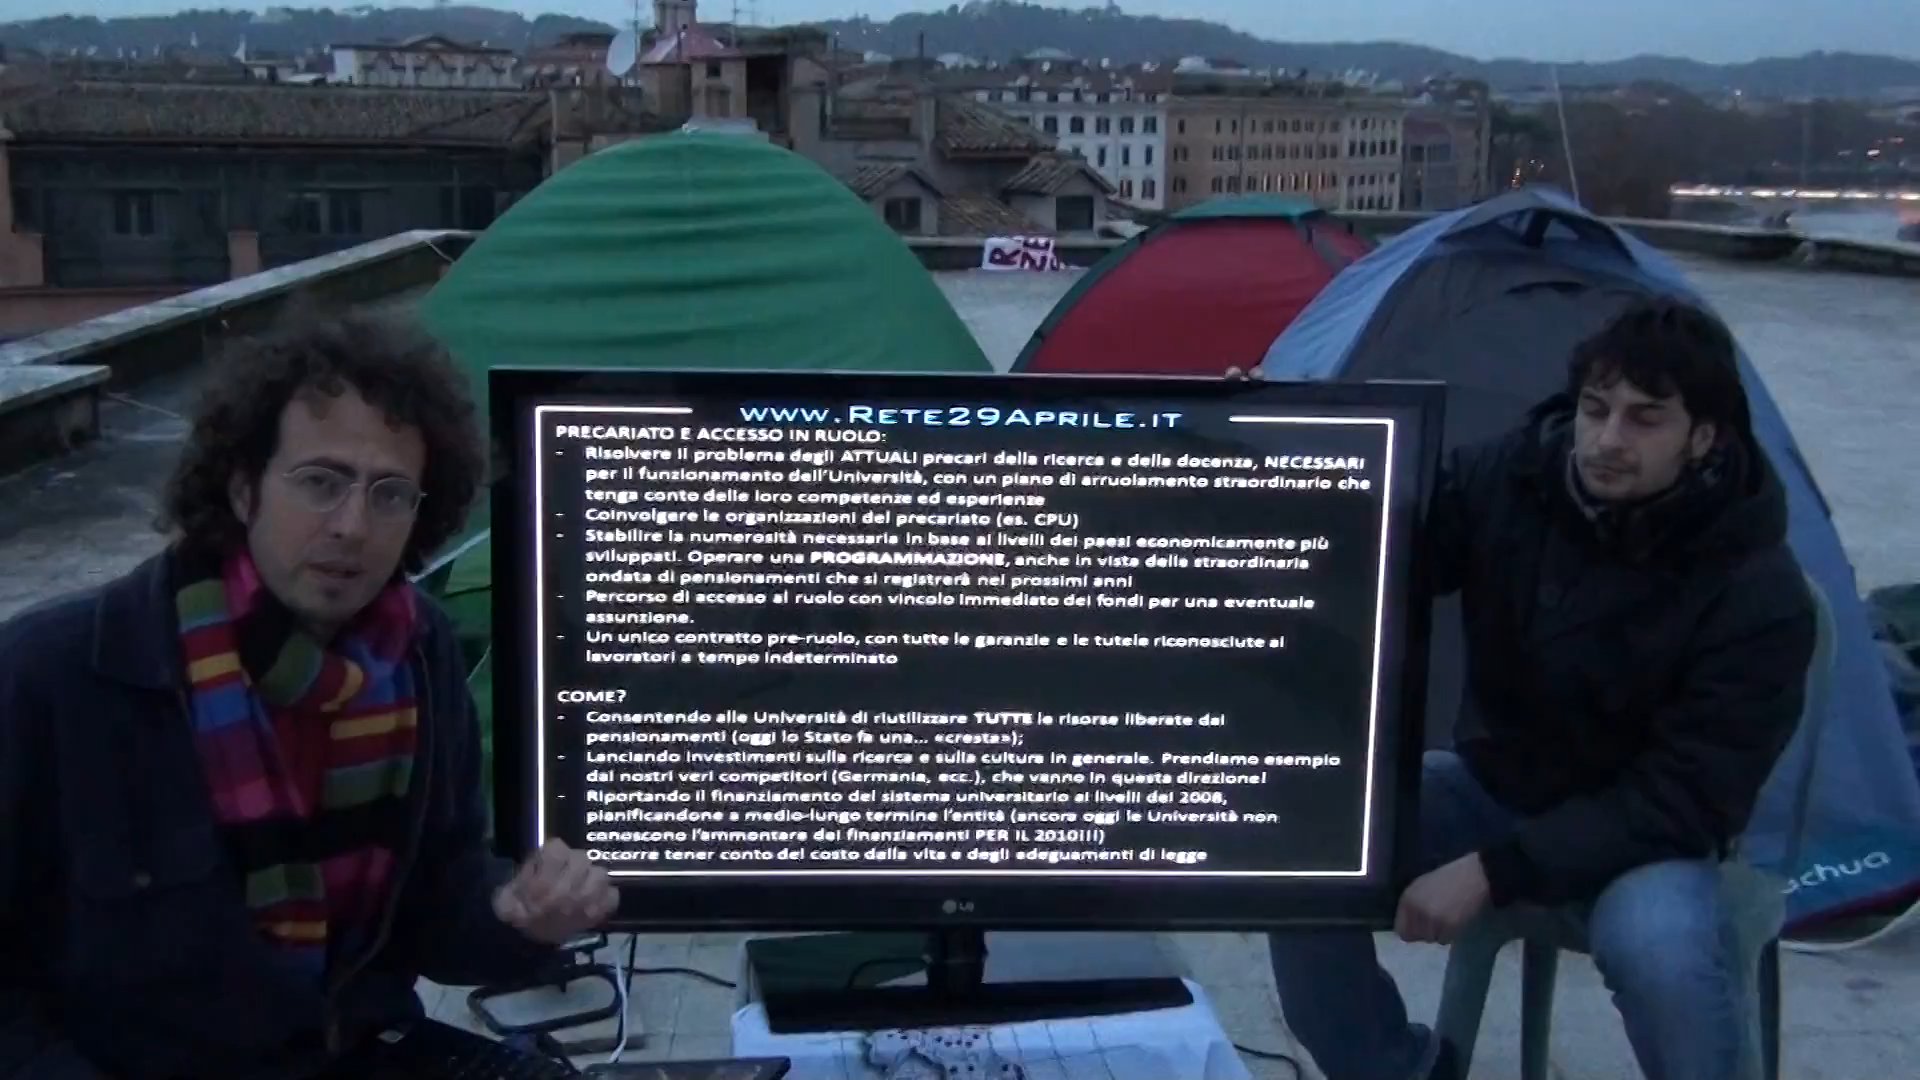 R
ZE
www.Rete29Aprile.it
PRECARIATO E ACCESSO IN RUOLO:
- Risolvere il problema degli ATTUALI precari della ricerca e della docenza, NECESSARI
per il funzionamento dell'Università, con un piano di arruolamento straordinario che
tenga conto delle loro competenze ed esperienze
- Coinvolgere le organizzazioni del precariato (es. CPU)
- Stabilire la numerosità necessaria in base ai livelli dei paesi economicamente più
sviluppati. Operare una PROGRAMMAZIONE, anche in vista della straordinaria
ondata di pensionamenti che si registrerà nei prossimi anni
- Percorso di accesso al ruolo con vincolo immediato dei fondi per una eventuale
assunzione.
- Un unico contratto pre-ruolo, con tutte le garanzie e le tutele riconosciute ai
lavoratori a tempo indeterminato
COME?
- Consentendo alle Università di riutilizzare TUTTE le risorse liberate dai
pensionamenti (oggi lo Stato fa una... «cresta»);
- Lanciando investimenti sulla ricerca e sulla cultura in generale. Prendiamo esempio
dai nostri veri competitori (Germania, ecc.), che vanno in questa direzione!
- Riportando il finanziamento del sistema universitario ai livelli del 2008,
pianificandone a medio-lungo termine l'entità (ancora oggi le Università non
conoscono l'ammontare dei finanziamenti PER IL 2010!!!)
Occorre tener conto del costo della vita e degli adeguamenti di legge
LG
achua